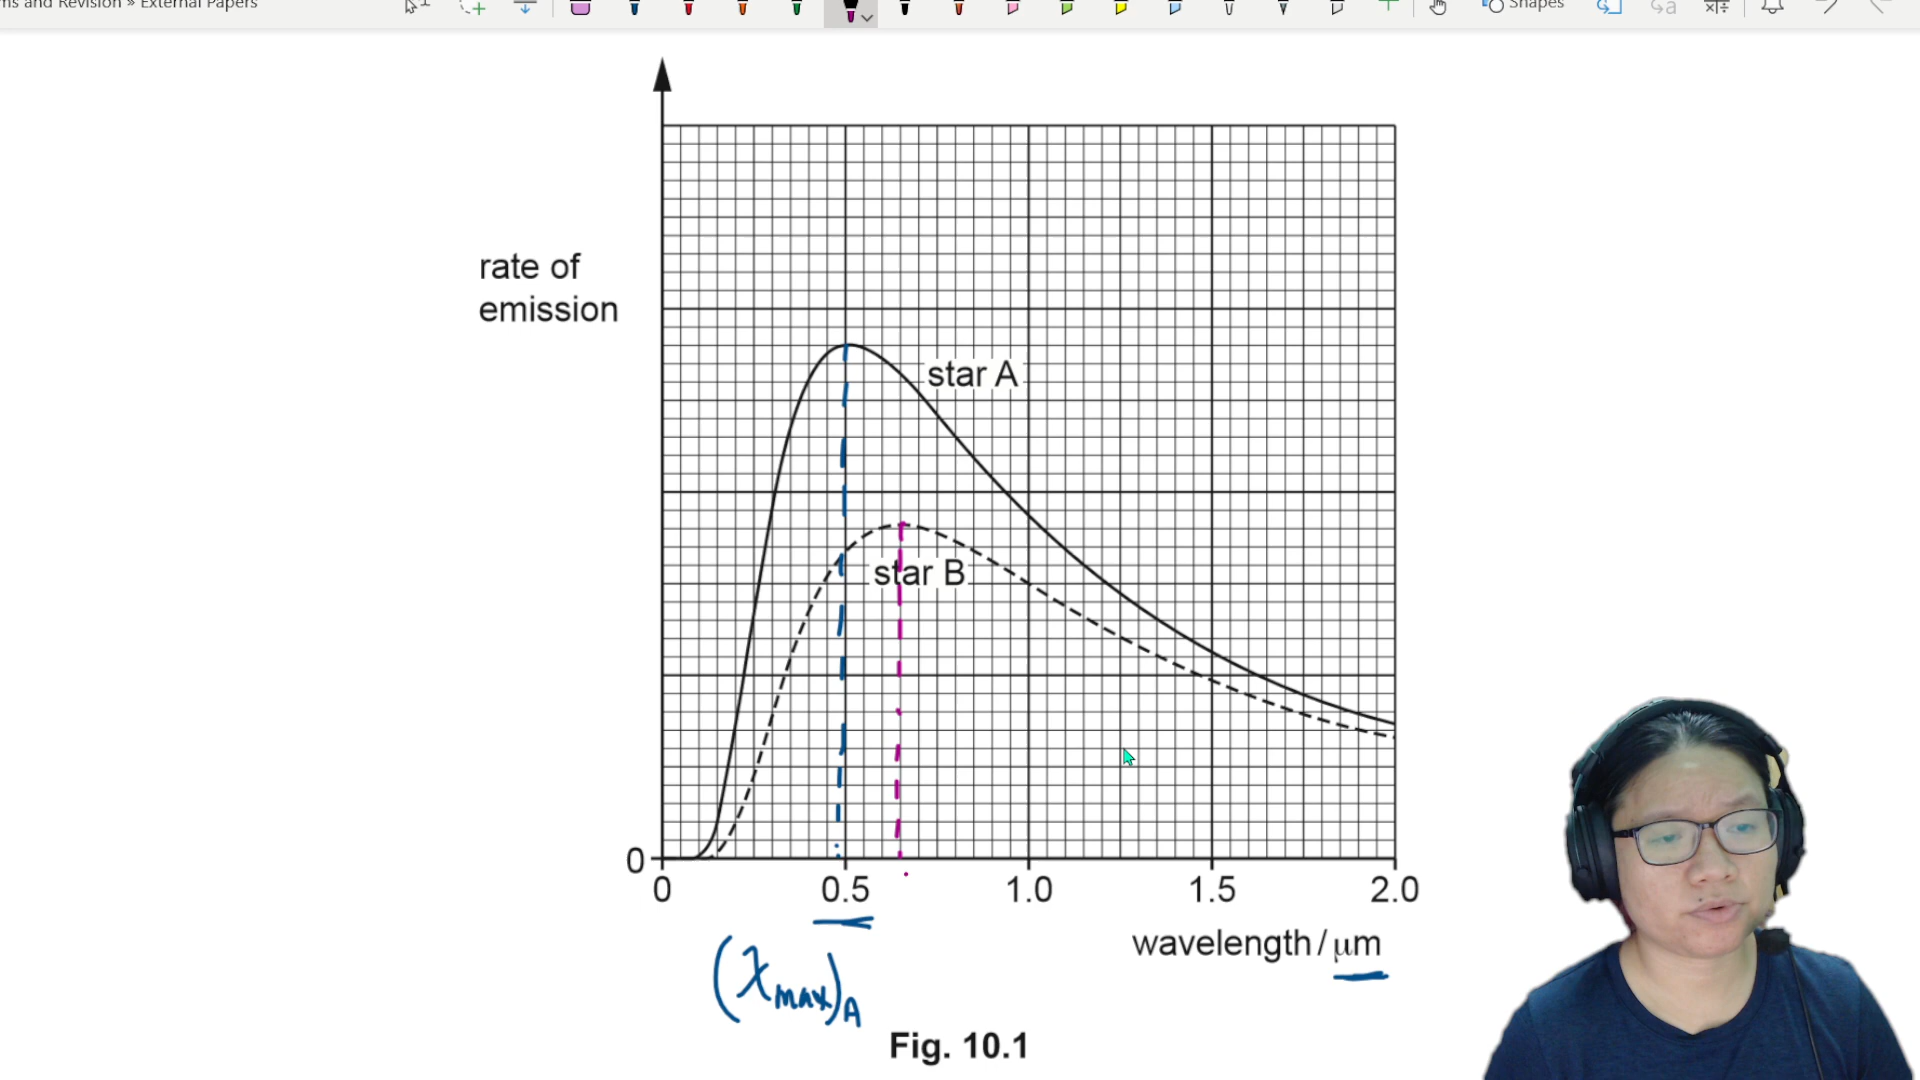 ms and Revision » External Papers
Shapes
rate of
emission
star A
star B
0
0
0.5
1.0
1.5
2.0
wavelength / μm
(λmax)A
Fig. 10.1